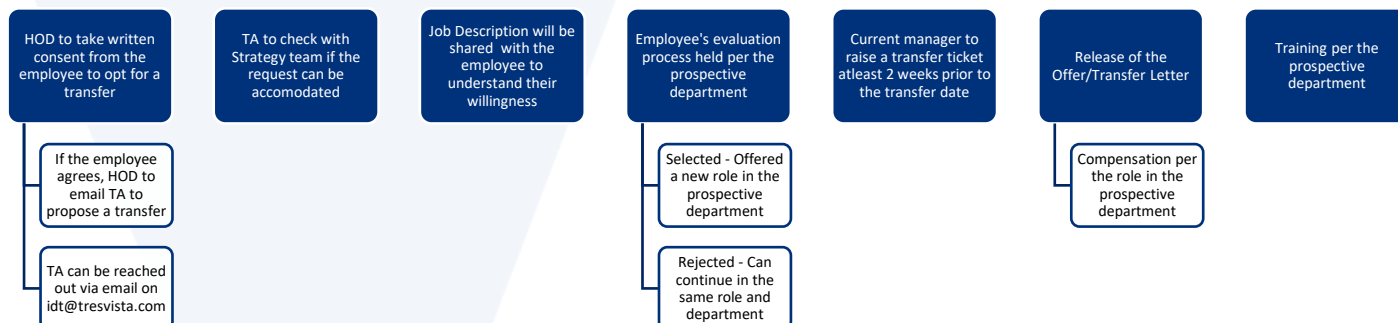 HOD to take written
consent from the
employee to opt for a
transfer
If the employee
agrees, HOD to
email TA to
propose a transfer
TA can be reached
out via email on
idt@tresvista.com
TA to check with
Strategy team if the
request can be
accomodated
Job Description will be
shared with the
employee to
understand their
willingness
Employee's evaluation
process held per the
prospective
department
Selected - Offered
a new role in the
prospective
department
Rejected - Can
continue in the
same role and
department
Current manager to
raise a transfer ticket
atleast 2 weeks prior to
the transfer date
Release of the
Offer/Transfer Letter
Compensation per
the role in the
prospective
department
Training per the
prospective
department